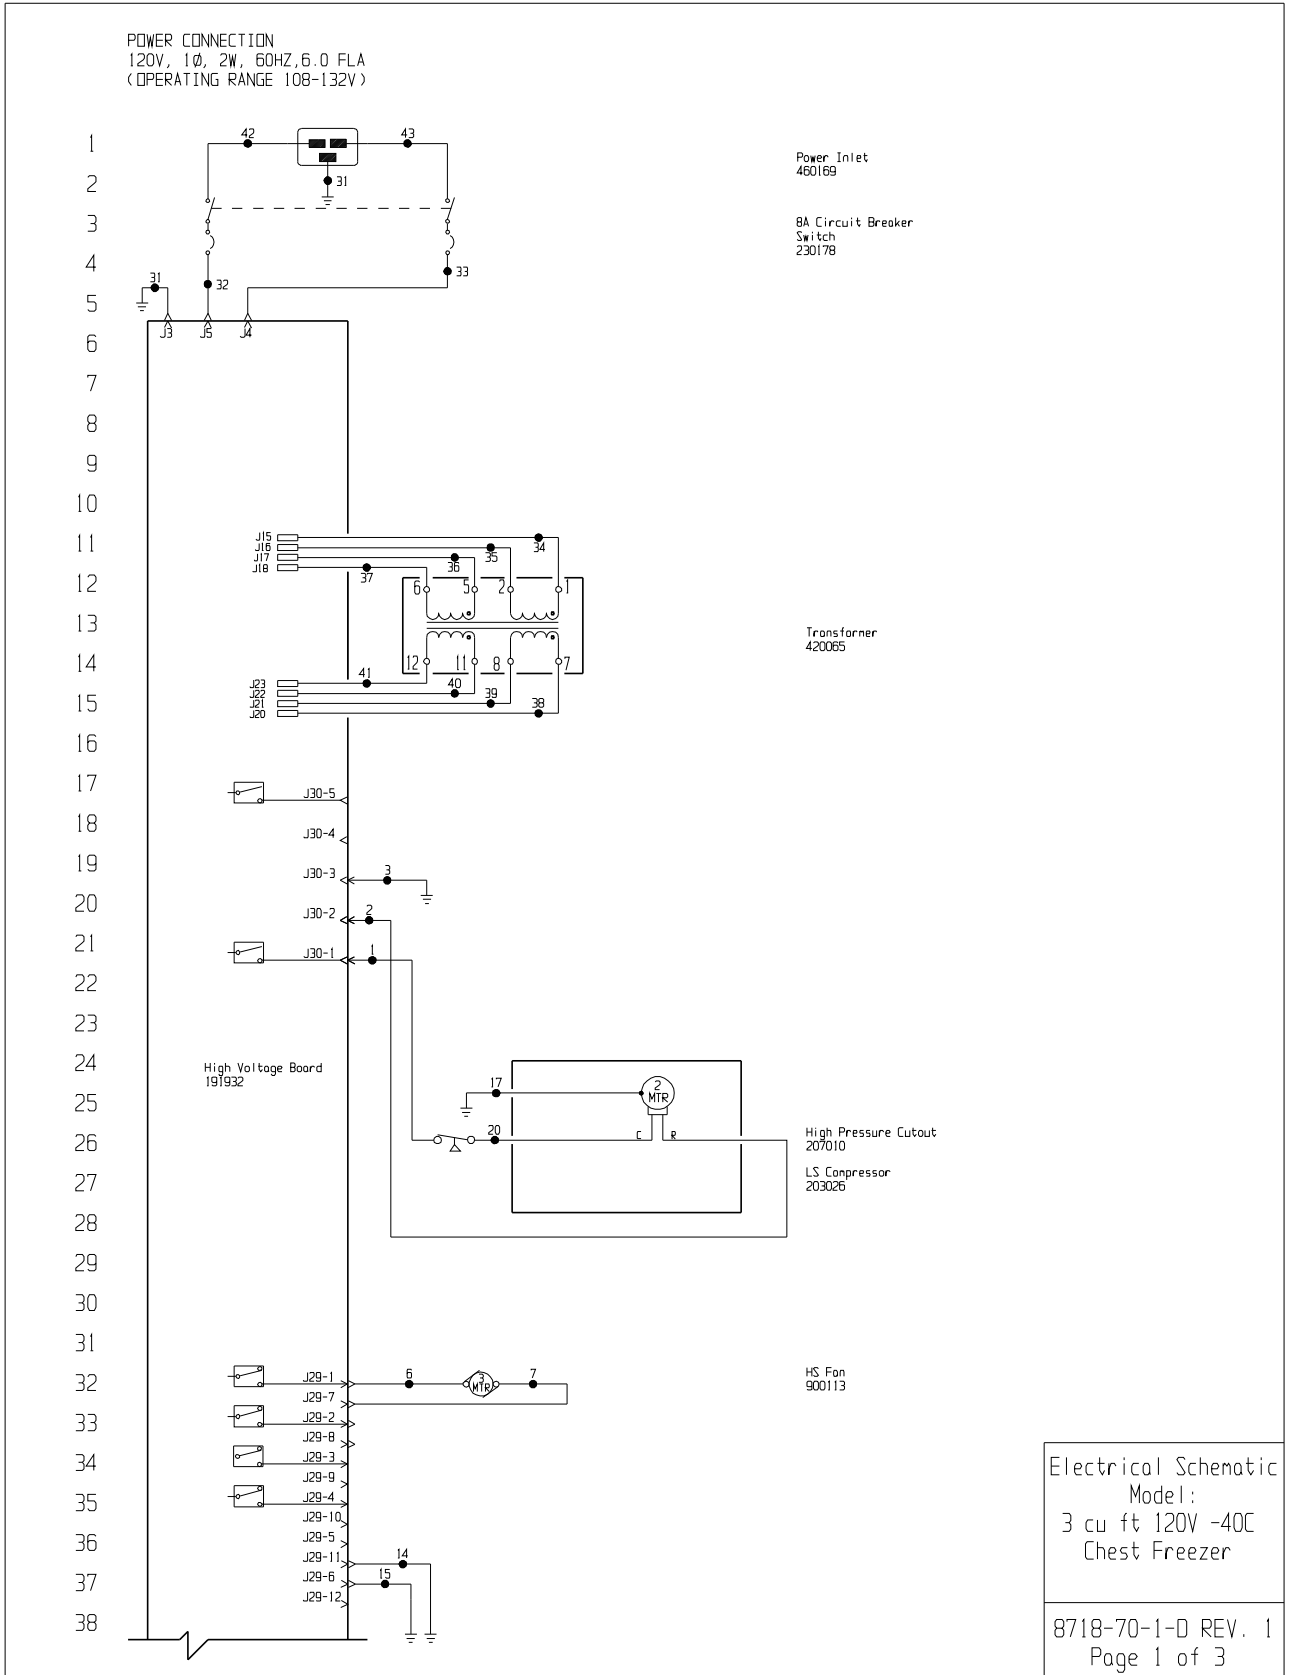 POWER CONNECTION
120V, 1Ø, 2W, 60HZ,6.0 FLA
(OPERATING RANGE 108-132V)
1
42
43
Power Inlet
460169
2
31
3
8A Circuit Breaker
Switch
230178
4
33
31
32
5
J3
J5
J4
6
7
8
9
10
11
J15
J16
J17
J18
34
35
36
37
12
6
5
2
1
13
Transformer
420065
14
12
11
8
7
41
40
39
38
15
J23
J22
J21
J20
16
17
J30-5
18
J30-4
19
J30-3
3
20
J30-2
2
21
J30-1
1
22
23
24
High Voltage Board
191932
17
2
MTR
25
26
20
C
R
High Pressure Cutout
207010
27
LS Compressor
203026
28
29
30
31
32
J29-1
6
3
MTR
7
HS Fan
900113
J29-7
33
J29-2
J29-8
34
J29-3
J29-9
35
J29-4
J29-10
36
J29-5
J29-11
14
37
J29-6
15
J29-12
38
Electrical Schematic
Model:
3 cu ft 120V -40C
Chest Freezer
8718-70-1-D REV. 1
Page 1 of 3